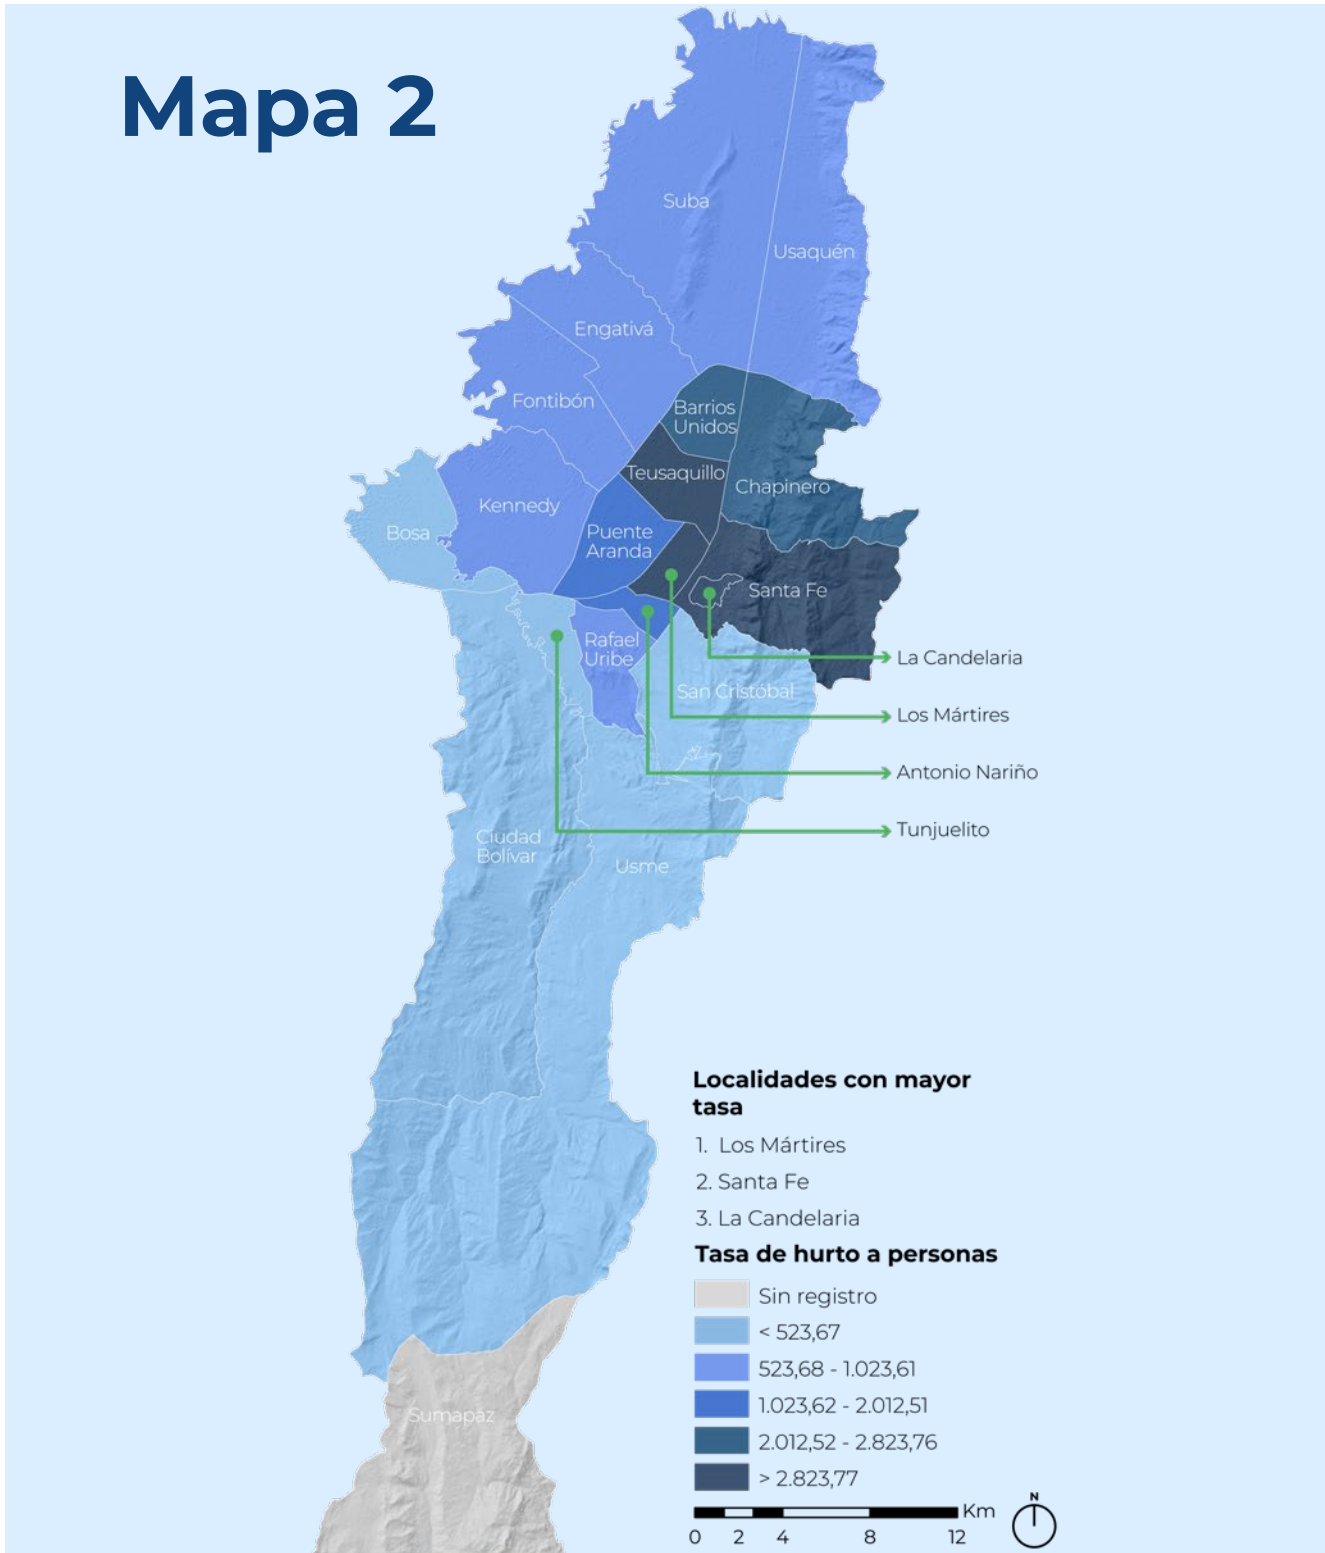 Mapa 2
Suba
Usaquén
Engativá
Fontibón
Barrios
Unidos
Teusaquillo
Chapinero
Kennedy
Bosa
Puente
Aranda
Santa Fe
Rafael
Uribe
La Candelaria
San Cristóbal
Los Mártires
Antonio Nariño
Tunjuelito
Ciudad
Bolívar
Usme
Localidades con mayor
tasa
1. Los Mártires
2. Santa Fe
3. La Candelaria
Tasa de hurto a personas
Sin registro
< 523,67
523,68 - 1.023,61
1.023,62 - 2.012,51
2.012,52 - 2.823,76
> 2.823,77
Sumapáz
Km
N
0 2 4 8 12